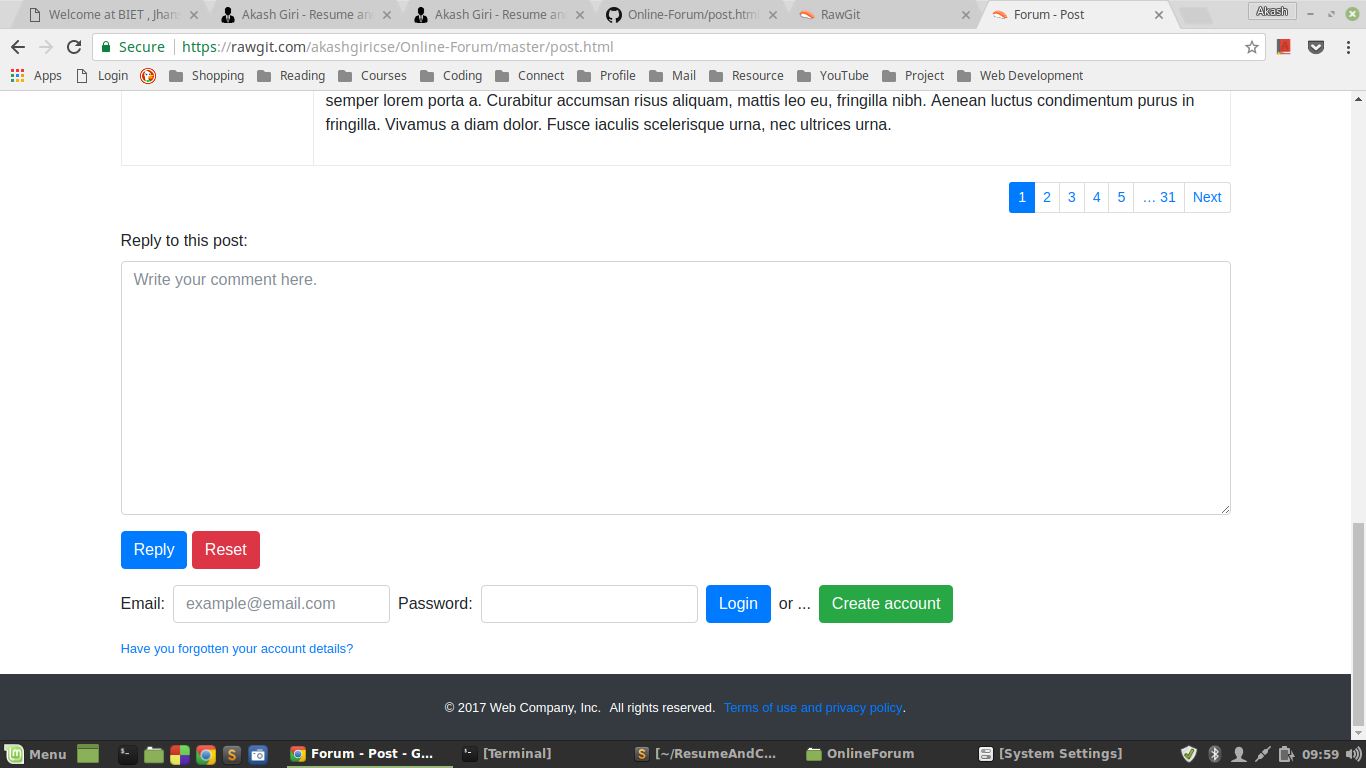 Welcome at BIET , Jhan
Akash Giri - Resume an
Akash Giri - Resume an
Online-Forum/post.html
RawGit
Forum - Post
Akash
Secure
https://rawgit.com/akashgiricse/Online-Forum/master/post.html
Apps Login Shopping Reading Courses Coding Connect Profile Mail Resource YouTube Project Web Development
semper lorem porta a. Curabitur accumsan risus aliquam, mattis leo eu, fringilla nibh. Aenean luctus condimentum purus in
fringilla. Vivamus a diam dolor. Fusce iaculis scelerisque urna, nec ultrices urna.
1 2 3 4 5 ... 31 Next
Reply to this post:
Write your comment here.
Reply Reset
Email: example@email.com Password: Login or ... Create account
Have you forgotten your account details?
© 2017 Web Company, Inc. All rights reserved. Terms of use and privacy policy.
Menu Forum - Post - G... [Terminal] [~/ResumeAndC... OnlineForum [System Settings] 09:59